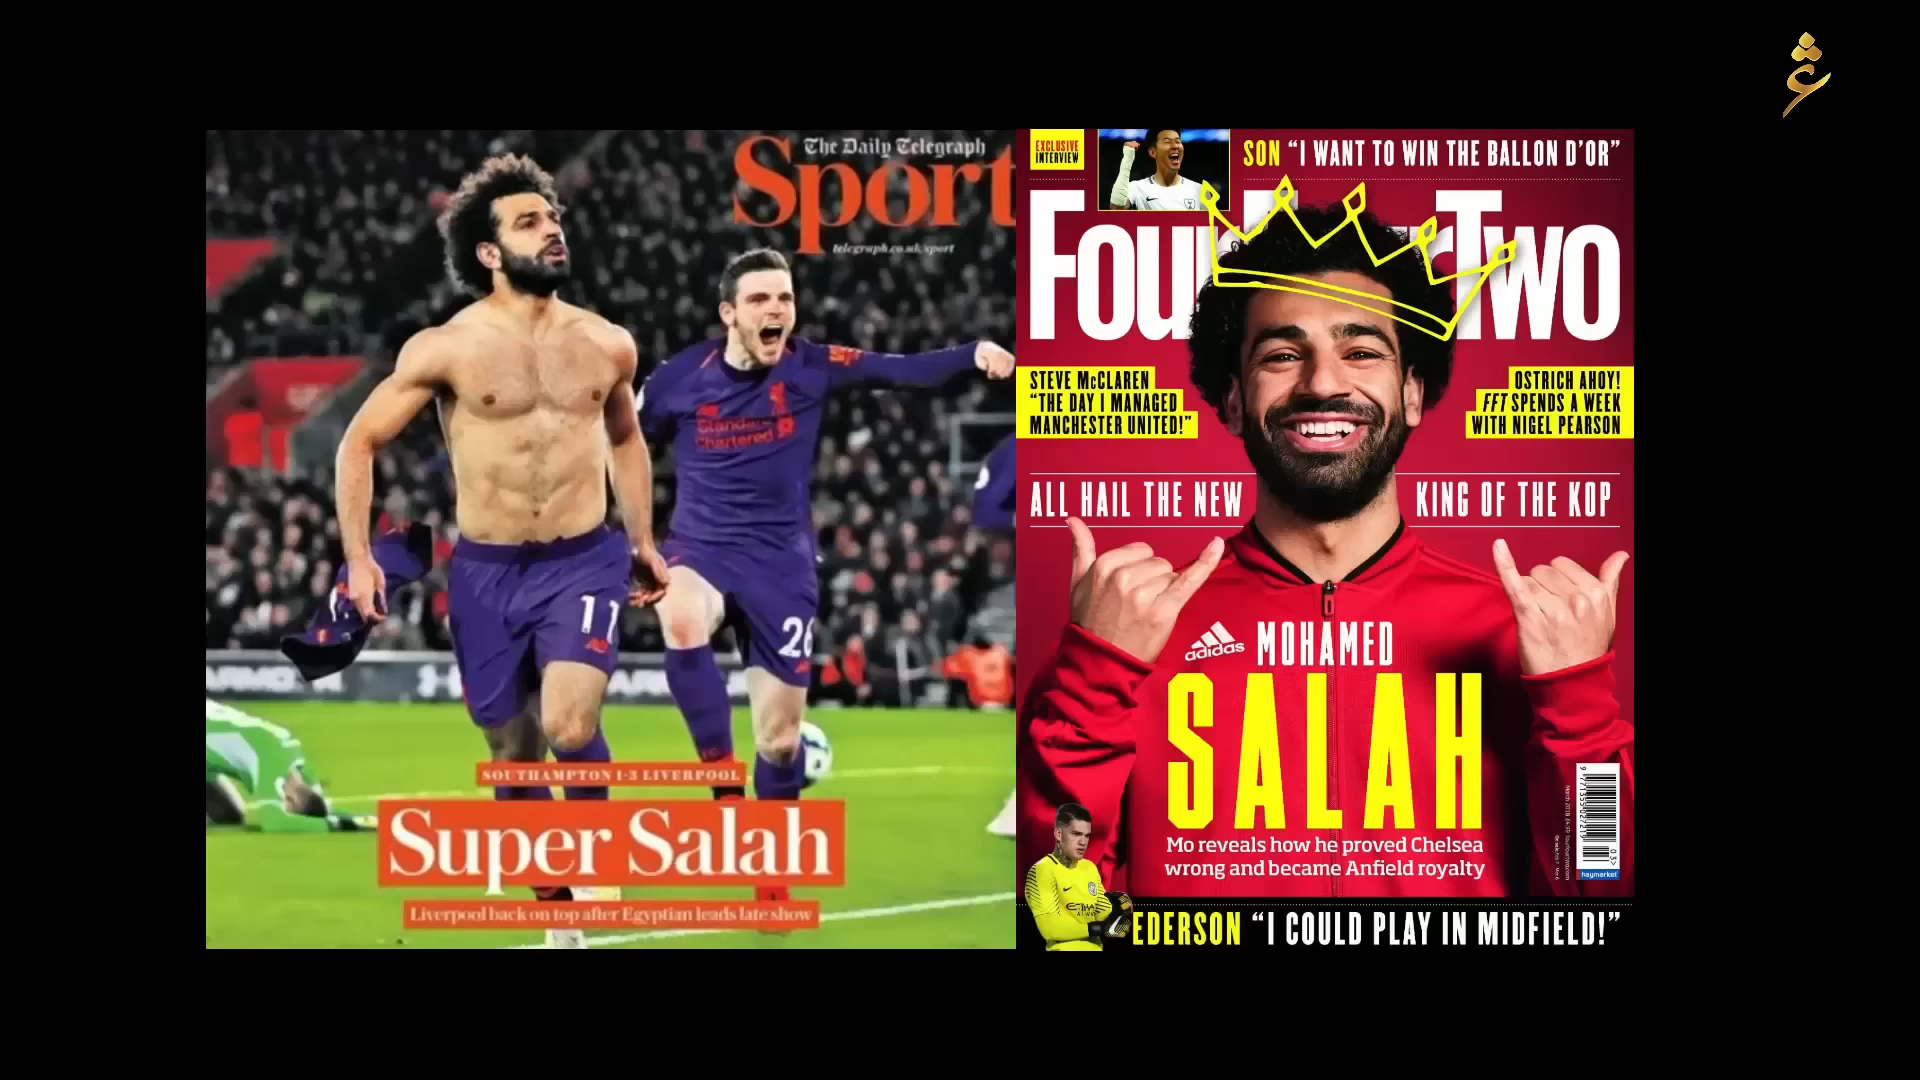 The Daily Telegraph
Sport
telegraph.co.uk/sport
Standard
Chartered
11
26
SOUTHAMPTON 1-3 LIVERPOOL
Super Salah
Liverpool back on top after Egyptian leads late show
EXCLUSIVE
INTERVIEW
SON “I WANT TO WIN THE BALLON D'OR”
FourFourTwo
STEVE McCLAREN
“THE DAY I MANAGED
MANCHESTER UNITED!”
OSTRICH AHOY!
FFT SPENDS A WEEK
WITH NIGEL PEARSON
ALL HAIL THE NEW KING OF THE KOP
adidas
MOHAMED
SALAH
Mo reveals how he proved Chelsea
wrong and became Anfield royalty
haymarket
EDERSON “I COULD PLAY IN MIDFIELD!”